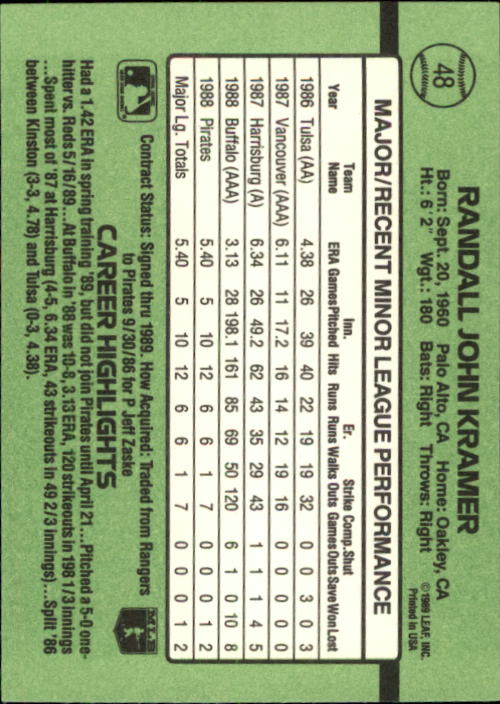 48
RANDALL JOHN KRAMER
Born: Sept. 20, 1960 Palo Alto, CA Home: Oakley, CA
Ht.: 6' 2" Wgt.: 180 Bats: Right Throws: Right
©1989 LEAF, INC.
Printed in USA
MAJOR/RECENT MINOR LEAGUE PERFORMANCE
Team Inn. Er. Strike Comp. Shut
Year Name ERA Games Pitched Hits Runs Runs Walks Outs Games Outs Save Won Lost
1986 Tulsa (AA) 4.38 26 39 40 22 19 19 32 0 0 3 0 3
1987 Vancouver (AAA) 6.11 11 17.2 16 14 12 19 16 0 0 0 0 0
1987 Harrisburg (A) 6.34 26 49.2 62 43 35 29 43 1 1 1 4 5
1988 Buffalo (AAA) 3.13 28 198.1 161 85 69 50 120 6 1 0 10 8
1988 Pirates 5.40 5 10 12 6 6 1 7 0 0 0 1 2
Major Lg. Totals 5.40 5 10 12 6 6 1 7 0 0 0 1 2
Contract Status: Signed thru 1989. How Acquired: Traded from Rangers
to Pirates 9/30/86 for P Jeff Zaske
MLB
CAREER HIGHLIGHTS
Had a 1.42 ERA in spring training '89, but did not join Pirates until April 21...Pitched a 5-0 one-
hitter vs. Reds 5/16/89...At Buffalo in '88 was 10-8, 3.13 ERA, 120 strikeouts in 198 1/3 innings
...Spent most of '87 at Harrisburg (4-5, 6.34 ERA, 43 strikeouts in 49 2/3 innings)...Split '86
between Kinston (3-3, 4.78) and Tulsa (0-3, 4.38).